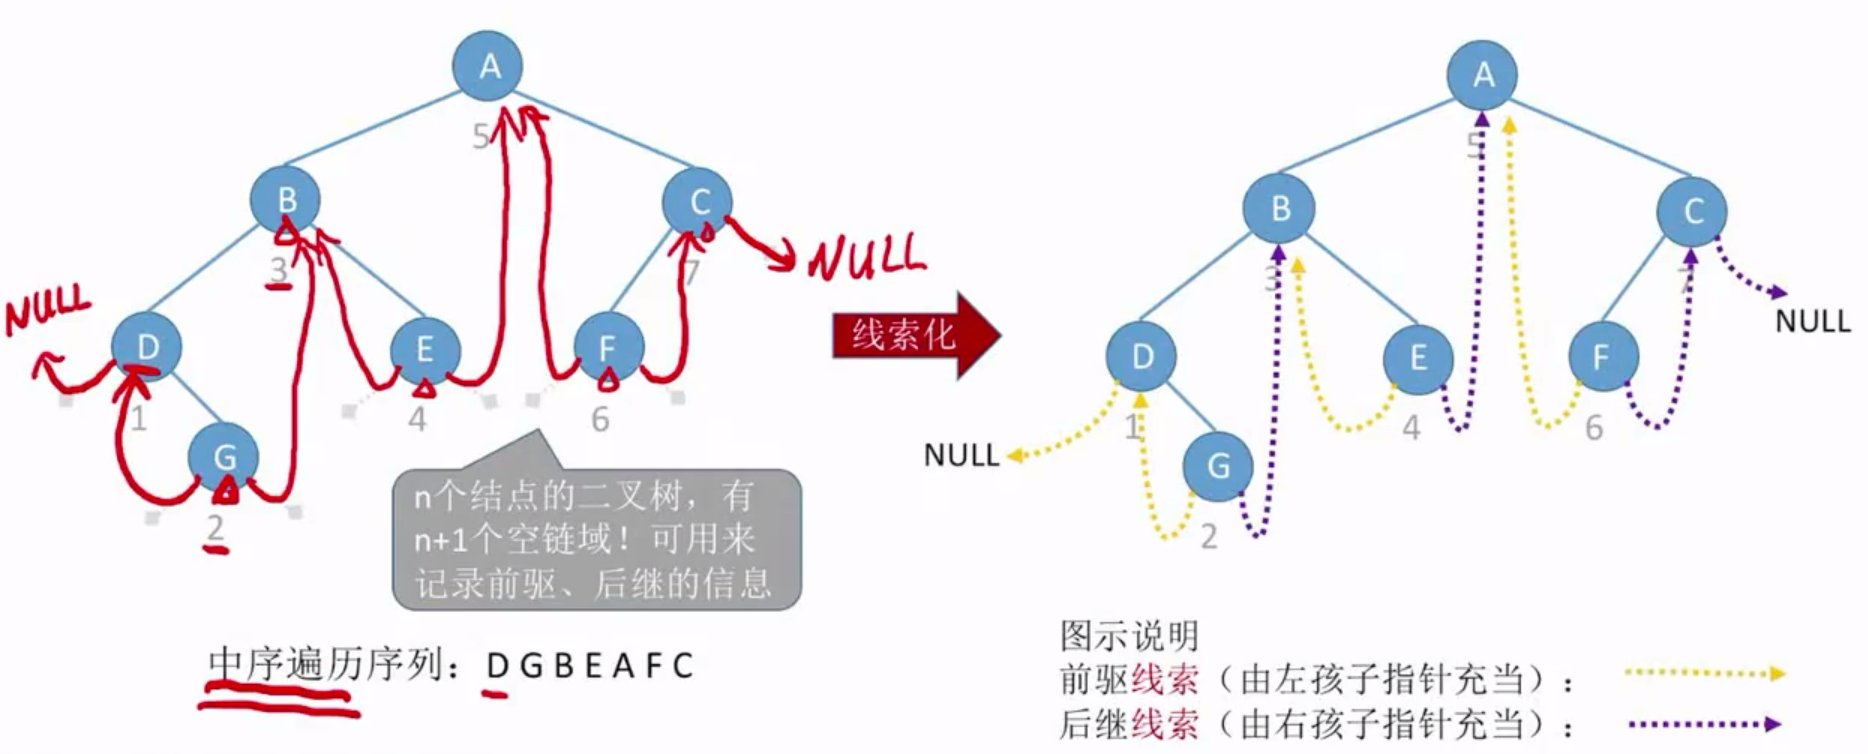 A
5
B
C
3
7
NULL
NULL
D
E
F
1
4
6
G
2
n个结点的二叉树，有
n+1个空链域！可用来
记录前驱、后继的信息
中序遍历序列：D G B E A F C
线索化
A
5
B
C
3
7
NULL
D
E
F
1
4
6
NULL
G
2
图示说明
前驱线索（由左孩子指针充当）：
后继线索（由右孩子指针充当）：